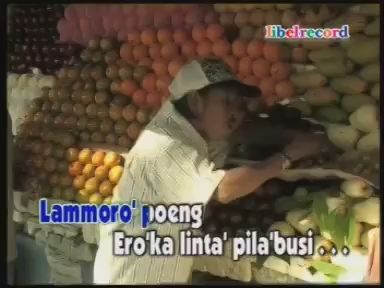 libelrecord
Lammoro' poeng
Ero'ka linta' pila'busi . . .